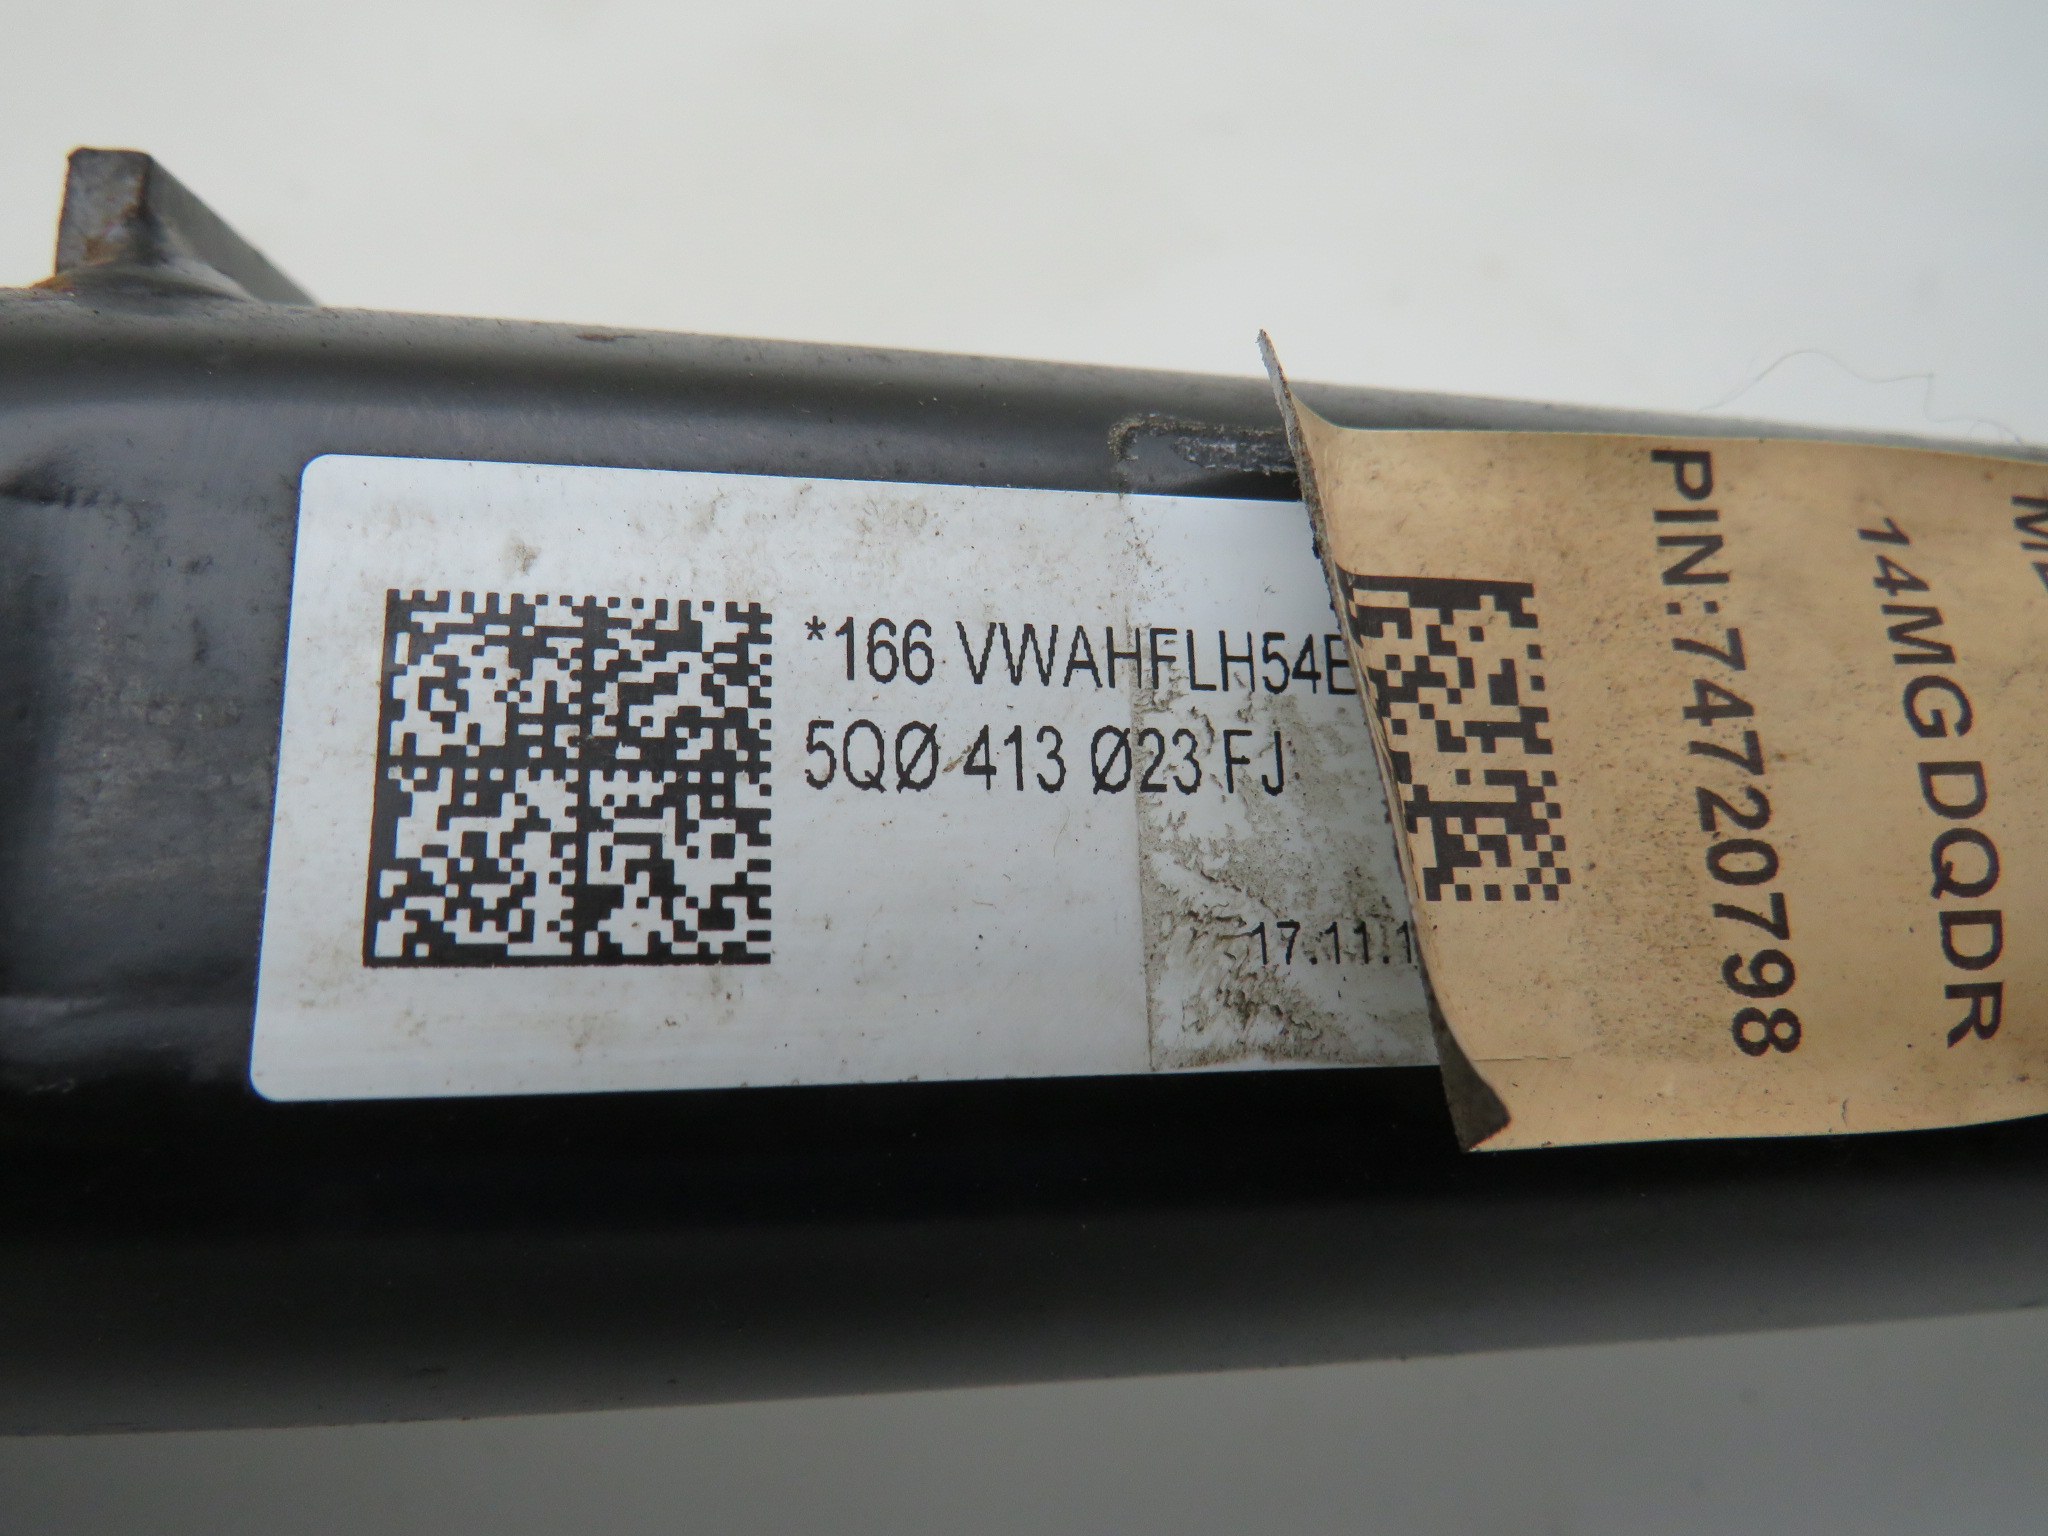 *166 VWAHFLH54E
5QØ 413 Ø23 FJ
17.11.1
PIN:74720798
14MGDQDR